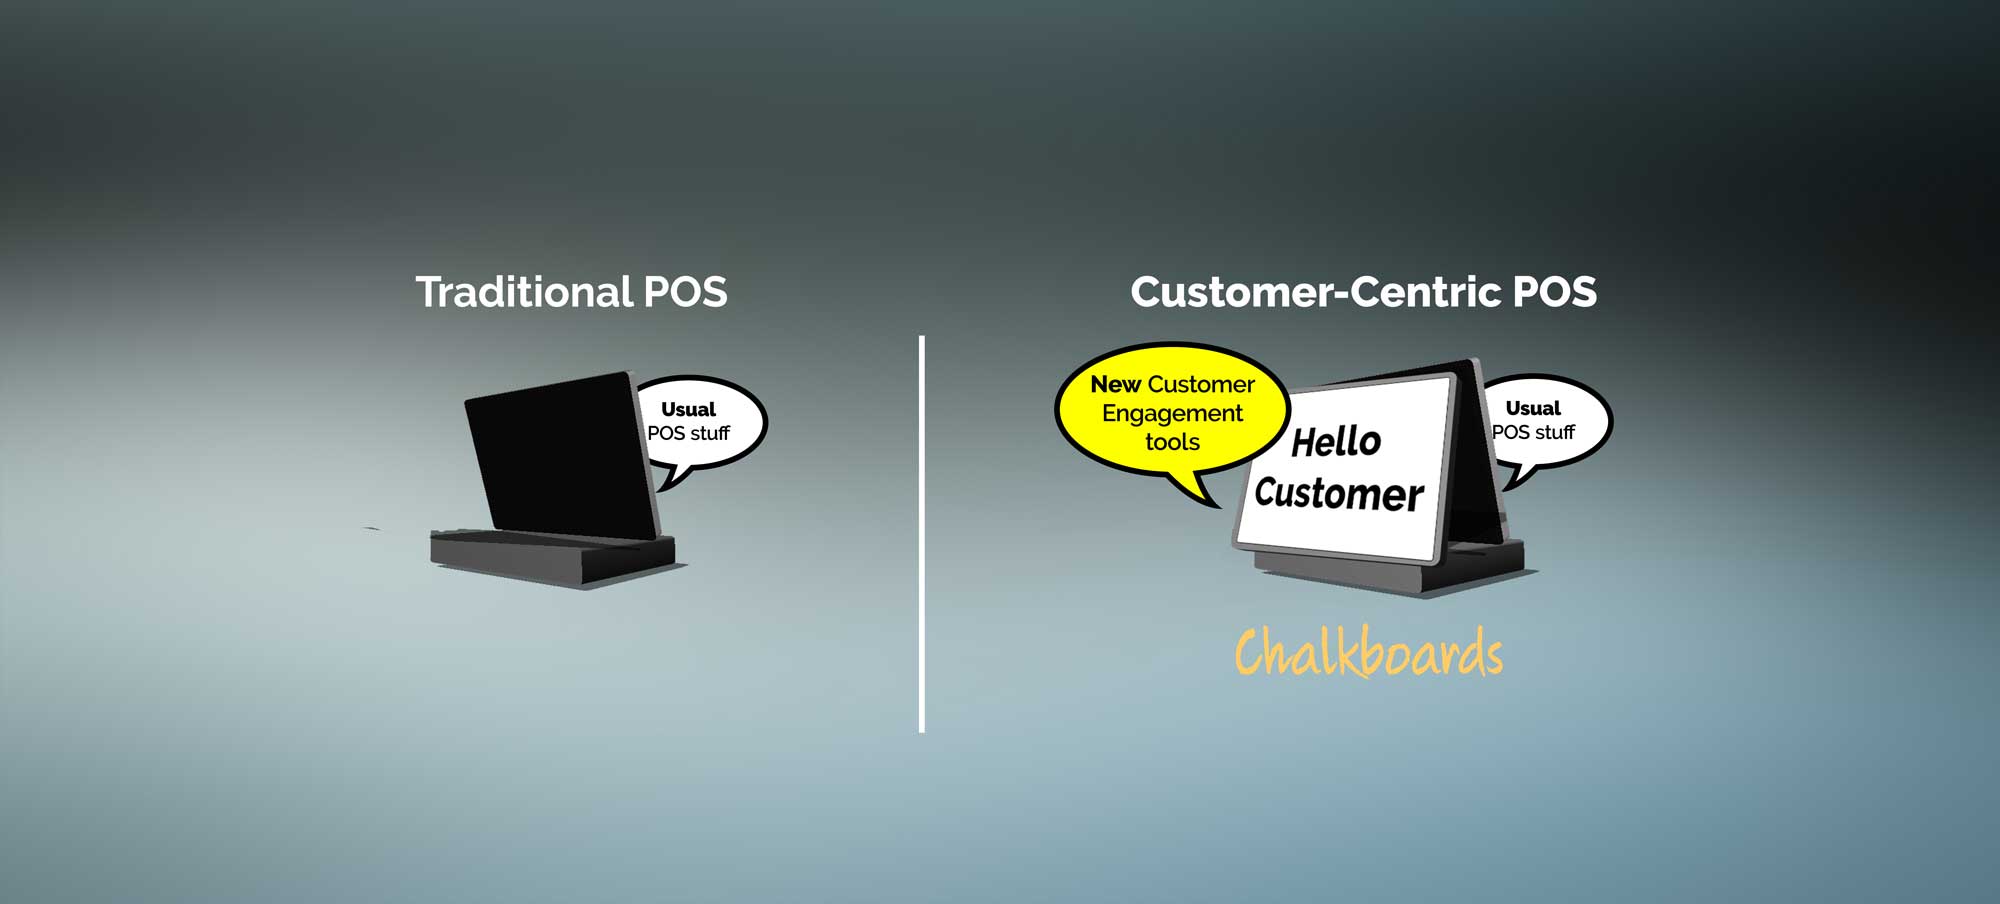 Traditional POS
Usual
POS stuff
Customer-Centric POS
New Customer
Engagement
tools
Hello
Customer
Usual
POS stuff
Chalkboards